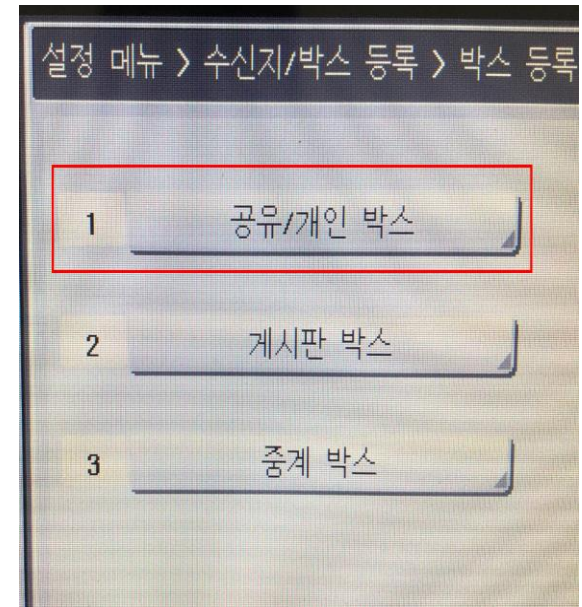 설정 메뉴 > 수신지/박스 등록 > 박스 등록
1 공유/개인 박스
2 게시판 박스
3 중계 박스